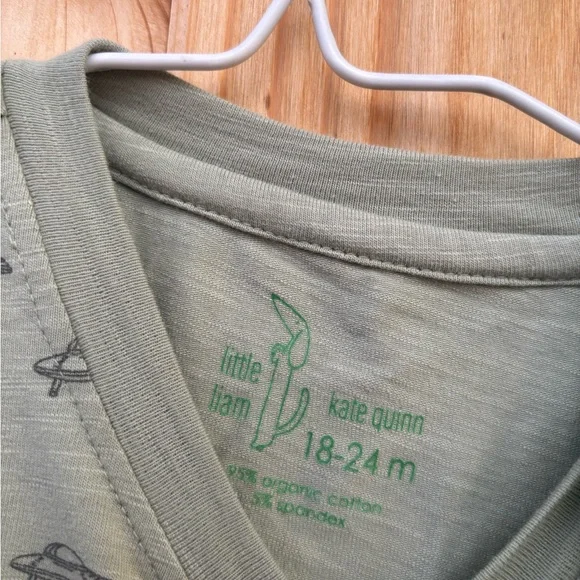 little
liam
kate quinn
18-24 m
95% organic cotton
5% spandex